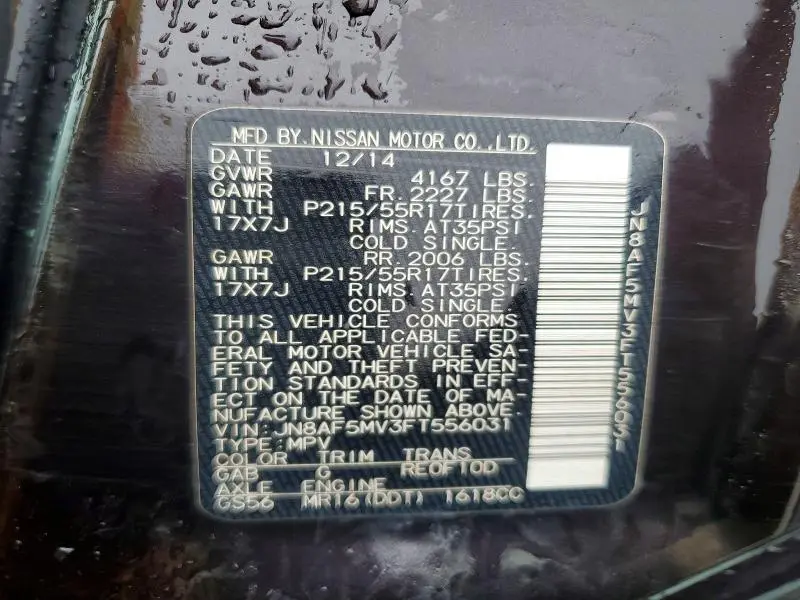 MFD BY NISSAN MOTOR CO.,LTD.
DATE 12/14
GVWR 4167 LBS.
GAWR FR. 2227 LBS.
WITH P215/55R17TIRES.
17X7J RIMS. AT35PSI
COLD SINGLE.
GAWR RR. 2006 LBS.
WITH P215/55R17TIRES.
17X7J RIMS. AT35PSI
COLD SINGLE.
THIS VEHICLE CONFORMS
TO ALL APPLICABLE FED-
ERAL MOTOR VEHICLE SA-
FETY AND THEFT PREVEN-
TION STANDARDS IN EFF-
ECT ON THE DATE OF MA-
NUFACTURE SHOWN ABOVE.
VIN: JN8AF5MV3FT556031
TYPE: MPV
COLOR TRIM TRANS
GAB G RE0F10D
AXLE ENGINE
GS56 MR16(DDT) 1618CC
JN8AF5MV3FT556031